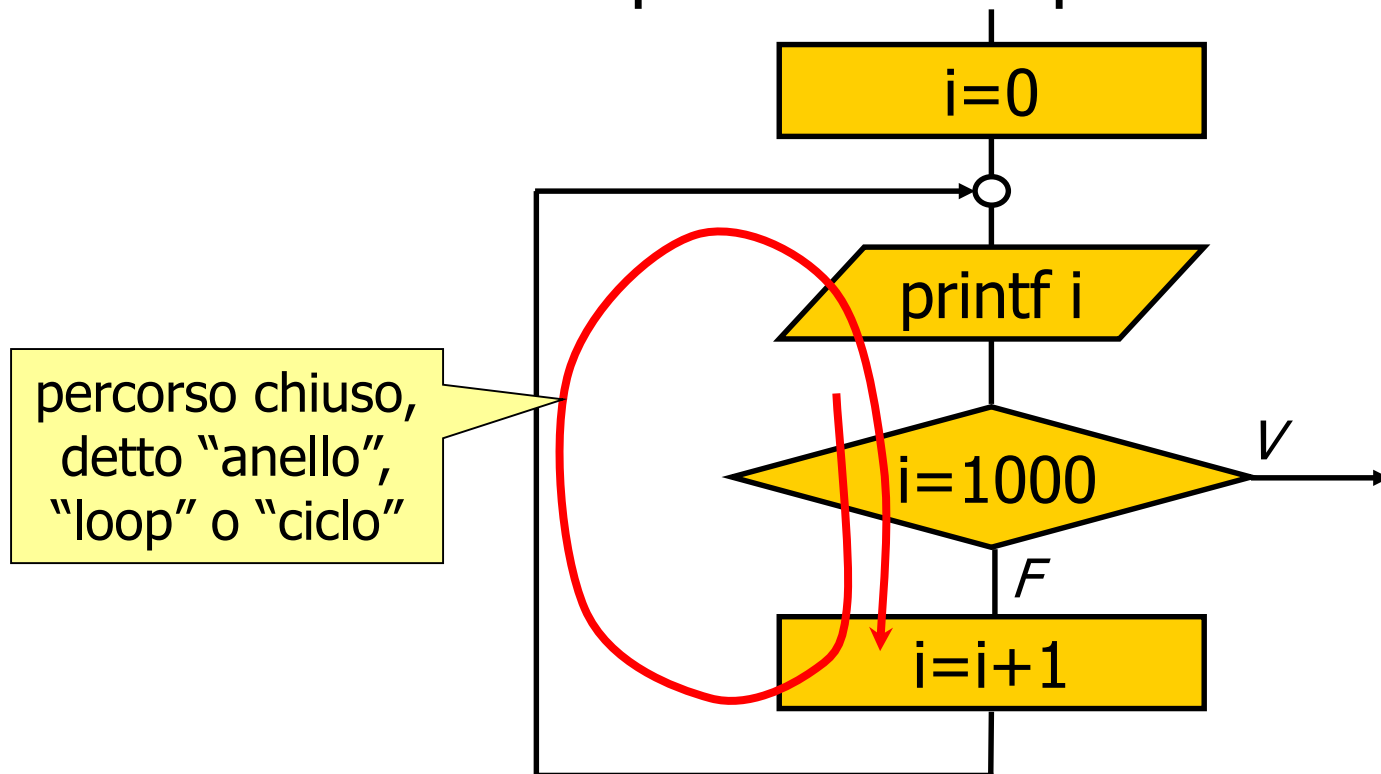 i=0
printf i
percorso chiuso,
detto “anello”,
“loop” o “ciclo”
i=1000
V
F
i=i+1